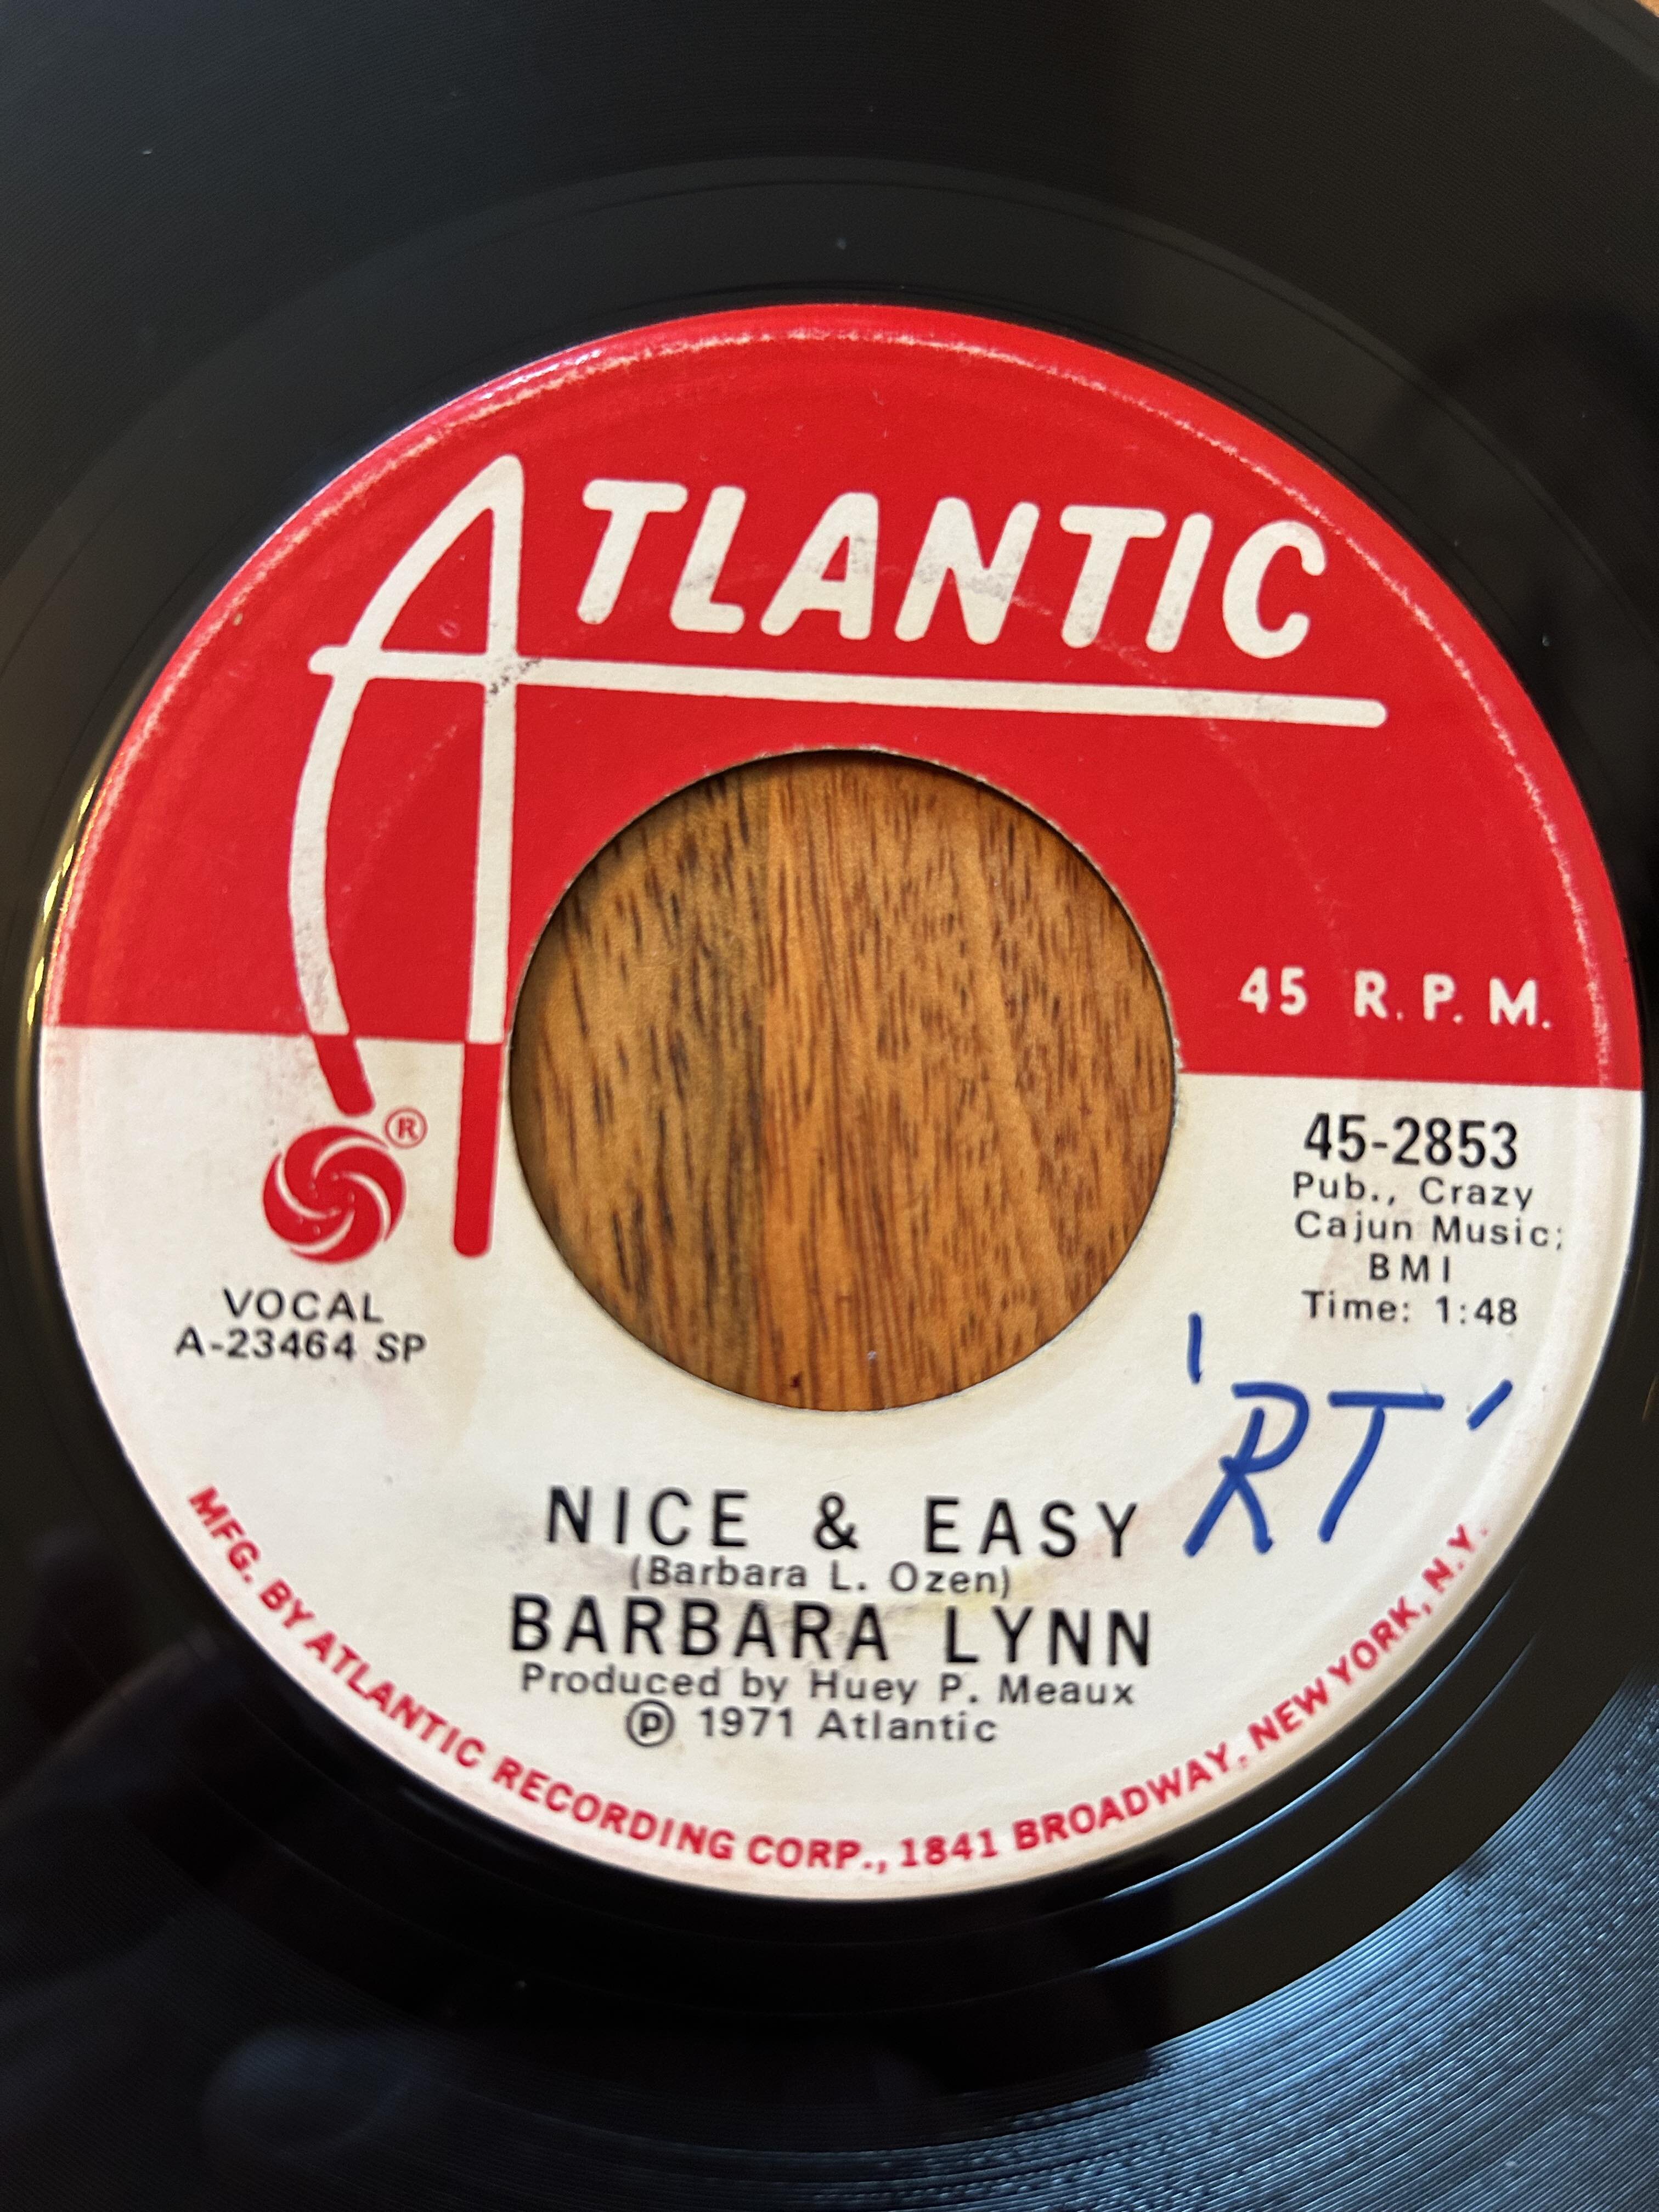 ATLANTIC
45 R.P.M.
®
45-2853
Pub., Crazy
Cajun Music;
BMI
Time: 1:48
VOCAL
A-23464 SP
'RT'
NICE & EASY
(Barbara L. Ozen)
BARBARA LYNN
Produced by Huey P. Meaux
℗ 1971 Atlantic
MFG. BY ATLANTIC RECORDING CORP., 1841 BROADWAY, NEW YORK, N.Y.